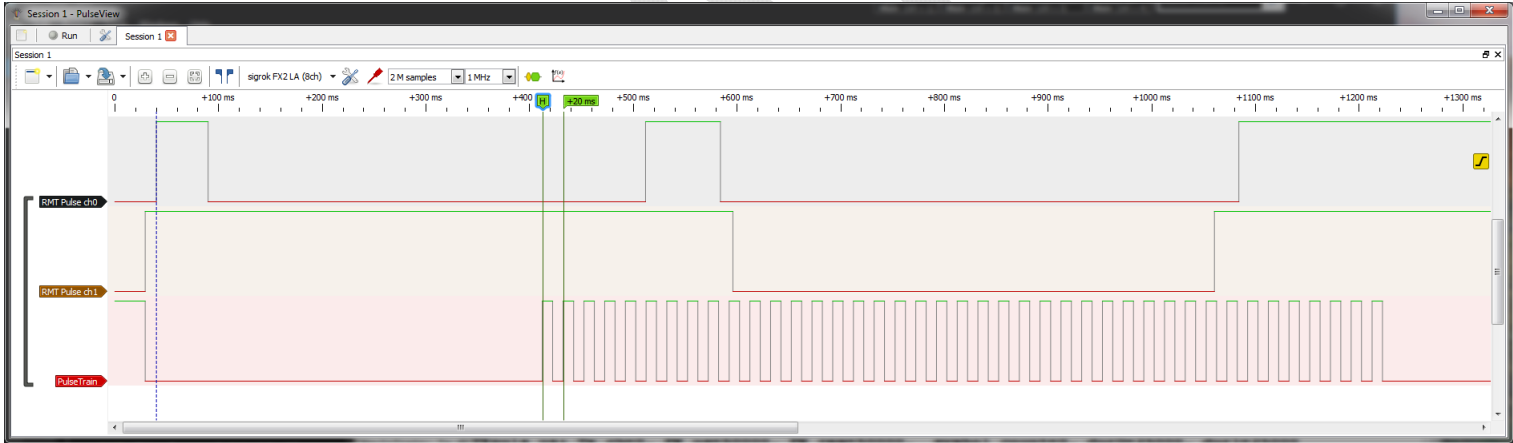 Session 1 - PulseView
Run Session 1
Session 1
sigrok FX2 LA (8ch) 2 M samples 1 MHz
0 +100 ms +200 ms +300 ms +400 H +20 ms +500 ms +600 ms +700 ms +800 ms +900 ms +1000 ms +1100 ms +1200 ms +1300 ms
RMT Pulse ch0
RMT Pulse ch1
PulseTrain